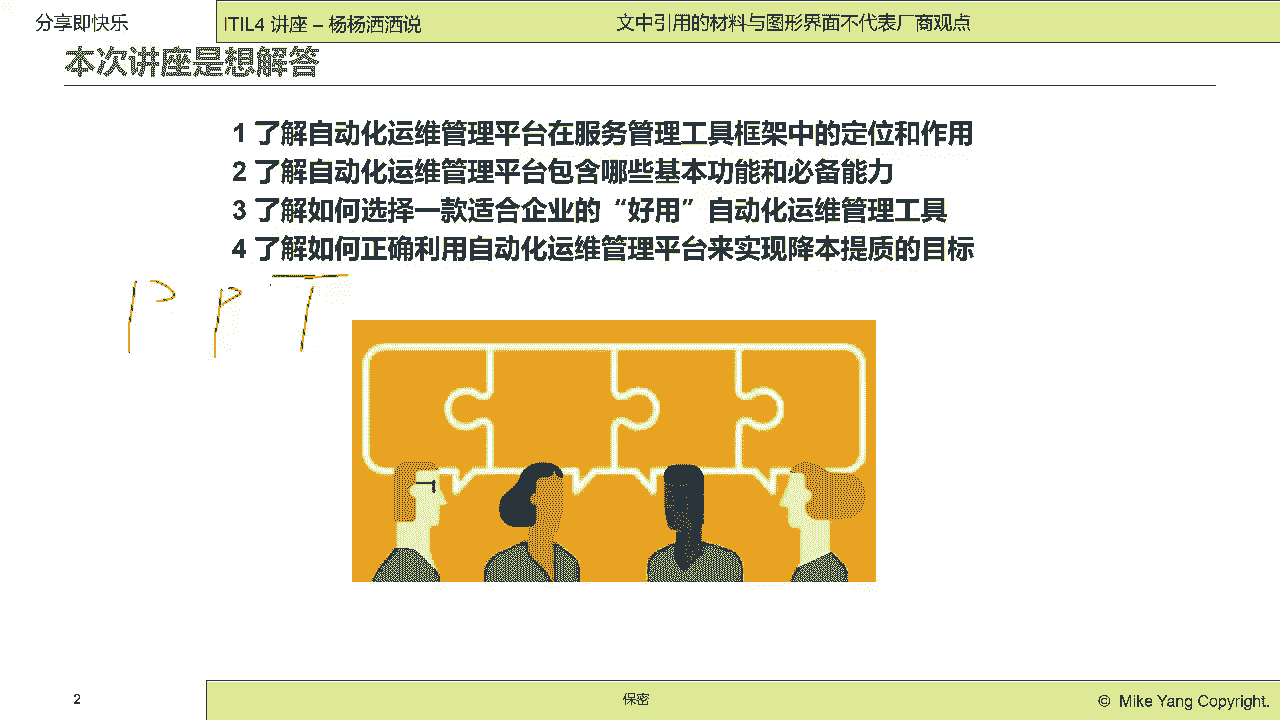 分享即快乐
ITIL4 讲座 – 杨杨洒洒说
文中引用的材料与图形界面不代表厂商观点
本次讲座是想解答
1 了解自动化运维管理平台在服务管理工具框架中的定位和作用
2 了解自动化运维管理平台包含哪些基本功能和必备能力
3 了解如何选择一款适合企业的“好用”自动化运维管理工具
4 了解如何正确利用自动化运维管理平台来实现降本提质的目标
PPT
2
保密
© Mike Yang Copyright.